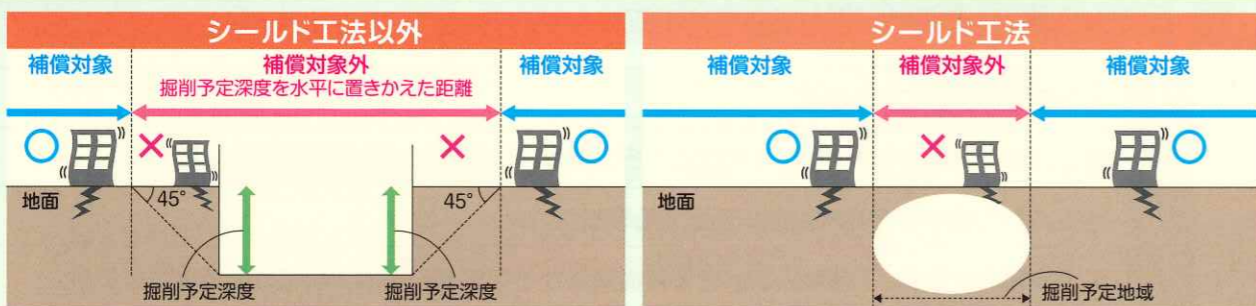 シールド工法以外
補償対象
補償対象外
補償対象
掘削予定深度を水平に置きかえた距離
地面
45°
45°
掘削予定深度
掘削予定深度
シールド工法
補償対象
補償対象外
補償対象
地面
掘削予定地域